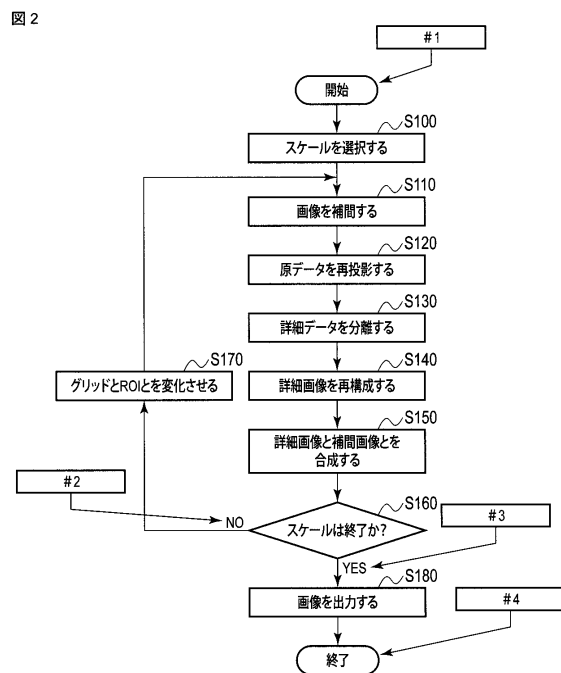 図2
#1
開始
S100
スケールを選択する
S110
画像を補間する
S120
原データを再投影する
S130
詳細データを分離する
S170
グリッドとROIとを変化させる
S140
詳細画像を再構成する
S150
詳細画像と補間画像とを
合成する
#2
S160
スケールは終了か?
NO
#3
YES
S180
画像を出力する
#4
終了